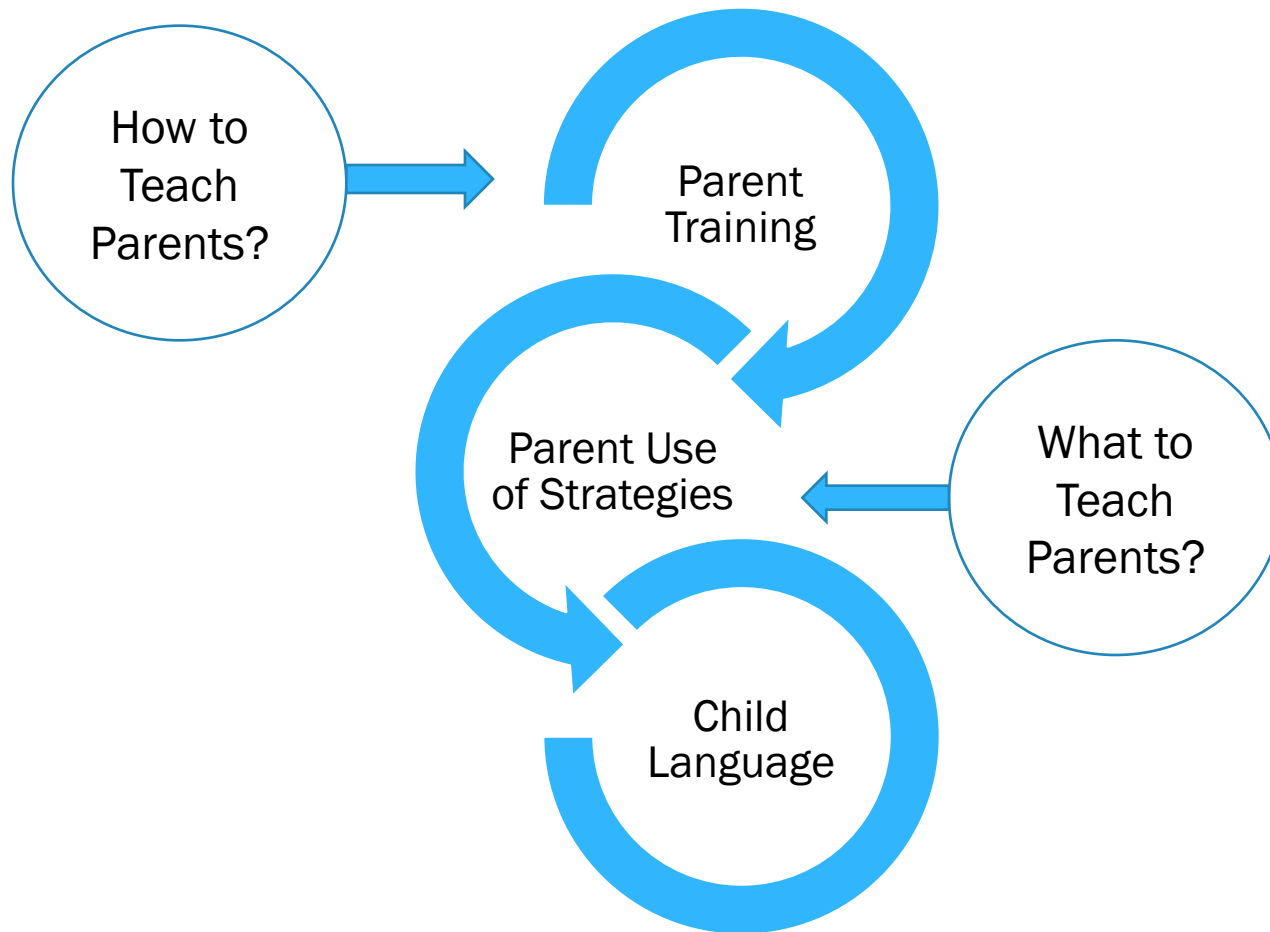 How to
Teach
Parents?
Parent
Training
Parent Use
of Strategies
What to
Teach
Parents?
Child
Language